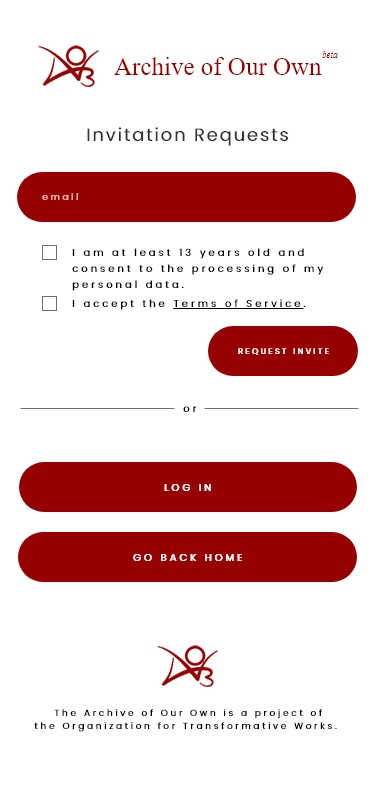 Archive of Our Own beta
Invitation Requests
email
I am at least 13 years old and
consent to the processing of my
personal data.
I accept the Terms of Service.
REQUEST INVITE
or
LOG IN
GO BACK HOME
The Archive of Our Own is a project of
the Organization for Transformative Works.